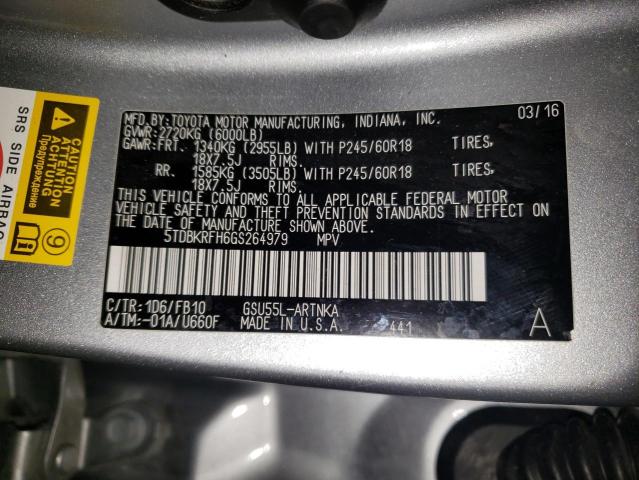 MFD.BY:TOYOTA MOTOR MANUFACTURING, INDIANA, INC. 03/16
GVWR:2720KG (6000LB)
GAWR:FRT. 1340KG (2955LB) WITH P245/60R18 TIRES,
18X7.5J RIMS.
RR. 1585KG (3505LB) WITH P245/60R18 TIRES,
18X7.5J RIMS.
THIS VEHICLE CONFORMS TO ALL APPLICABLE FEDERAL MOTOR
VEHICLE SAFETY AND THEFT PREVENTION STANDARDS IN EFFECT
ON THE DATE OF MANUFACTURE SHOWN ABOVE.
5TDBKRFH6GS264979 MPV
C/TR: 1D6/FB10 GSU55L-ARTNKA
A/TM:-01A/U660F MADE IN U.S.A. 441 A
SRS SIDE AIRBAG
CAUTION
ATTENTION
Предупреждение
9